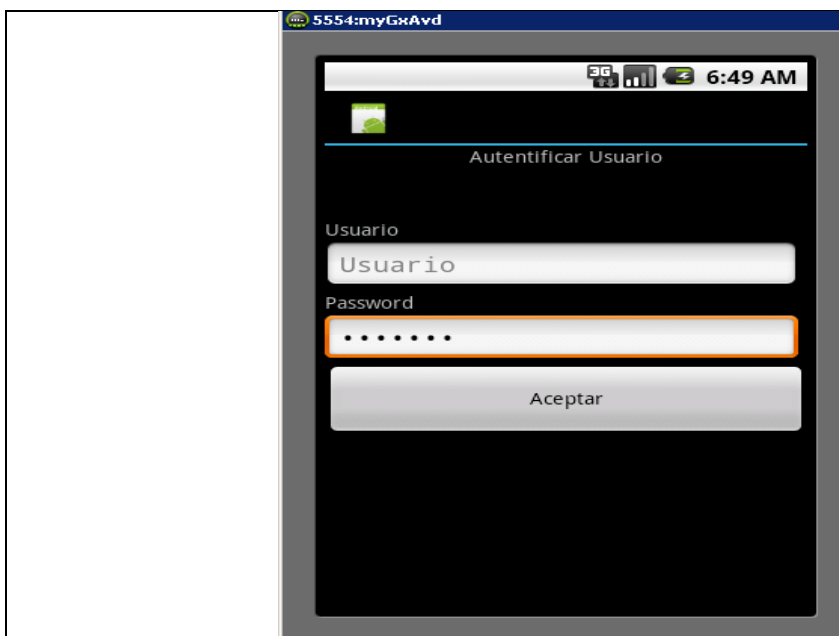 5554:myGxAvd
3G 6:49 AM
Autentificar Usuario
Usuario
Usuario
Password
•••••••
Aceptar